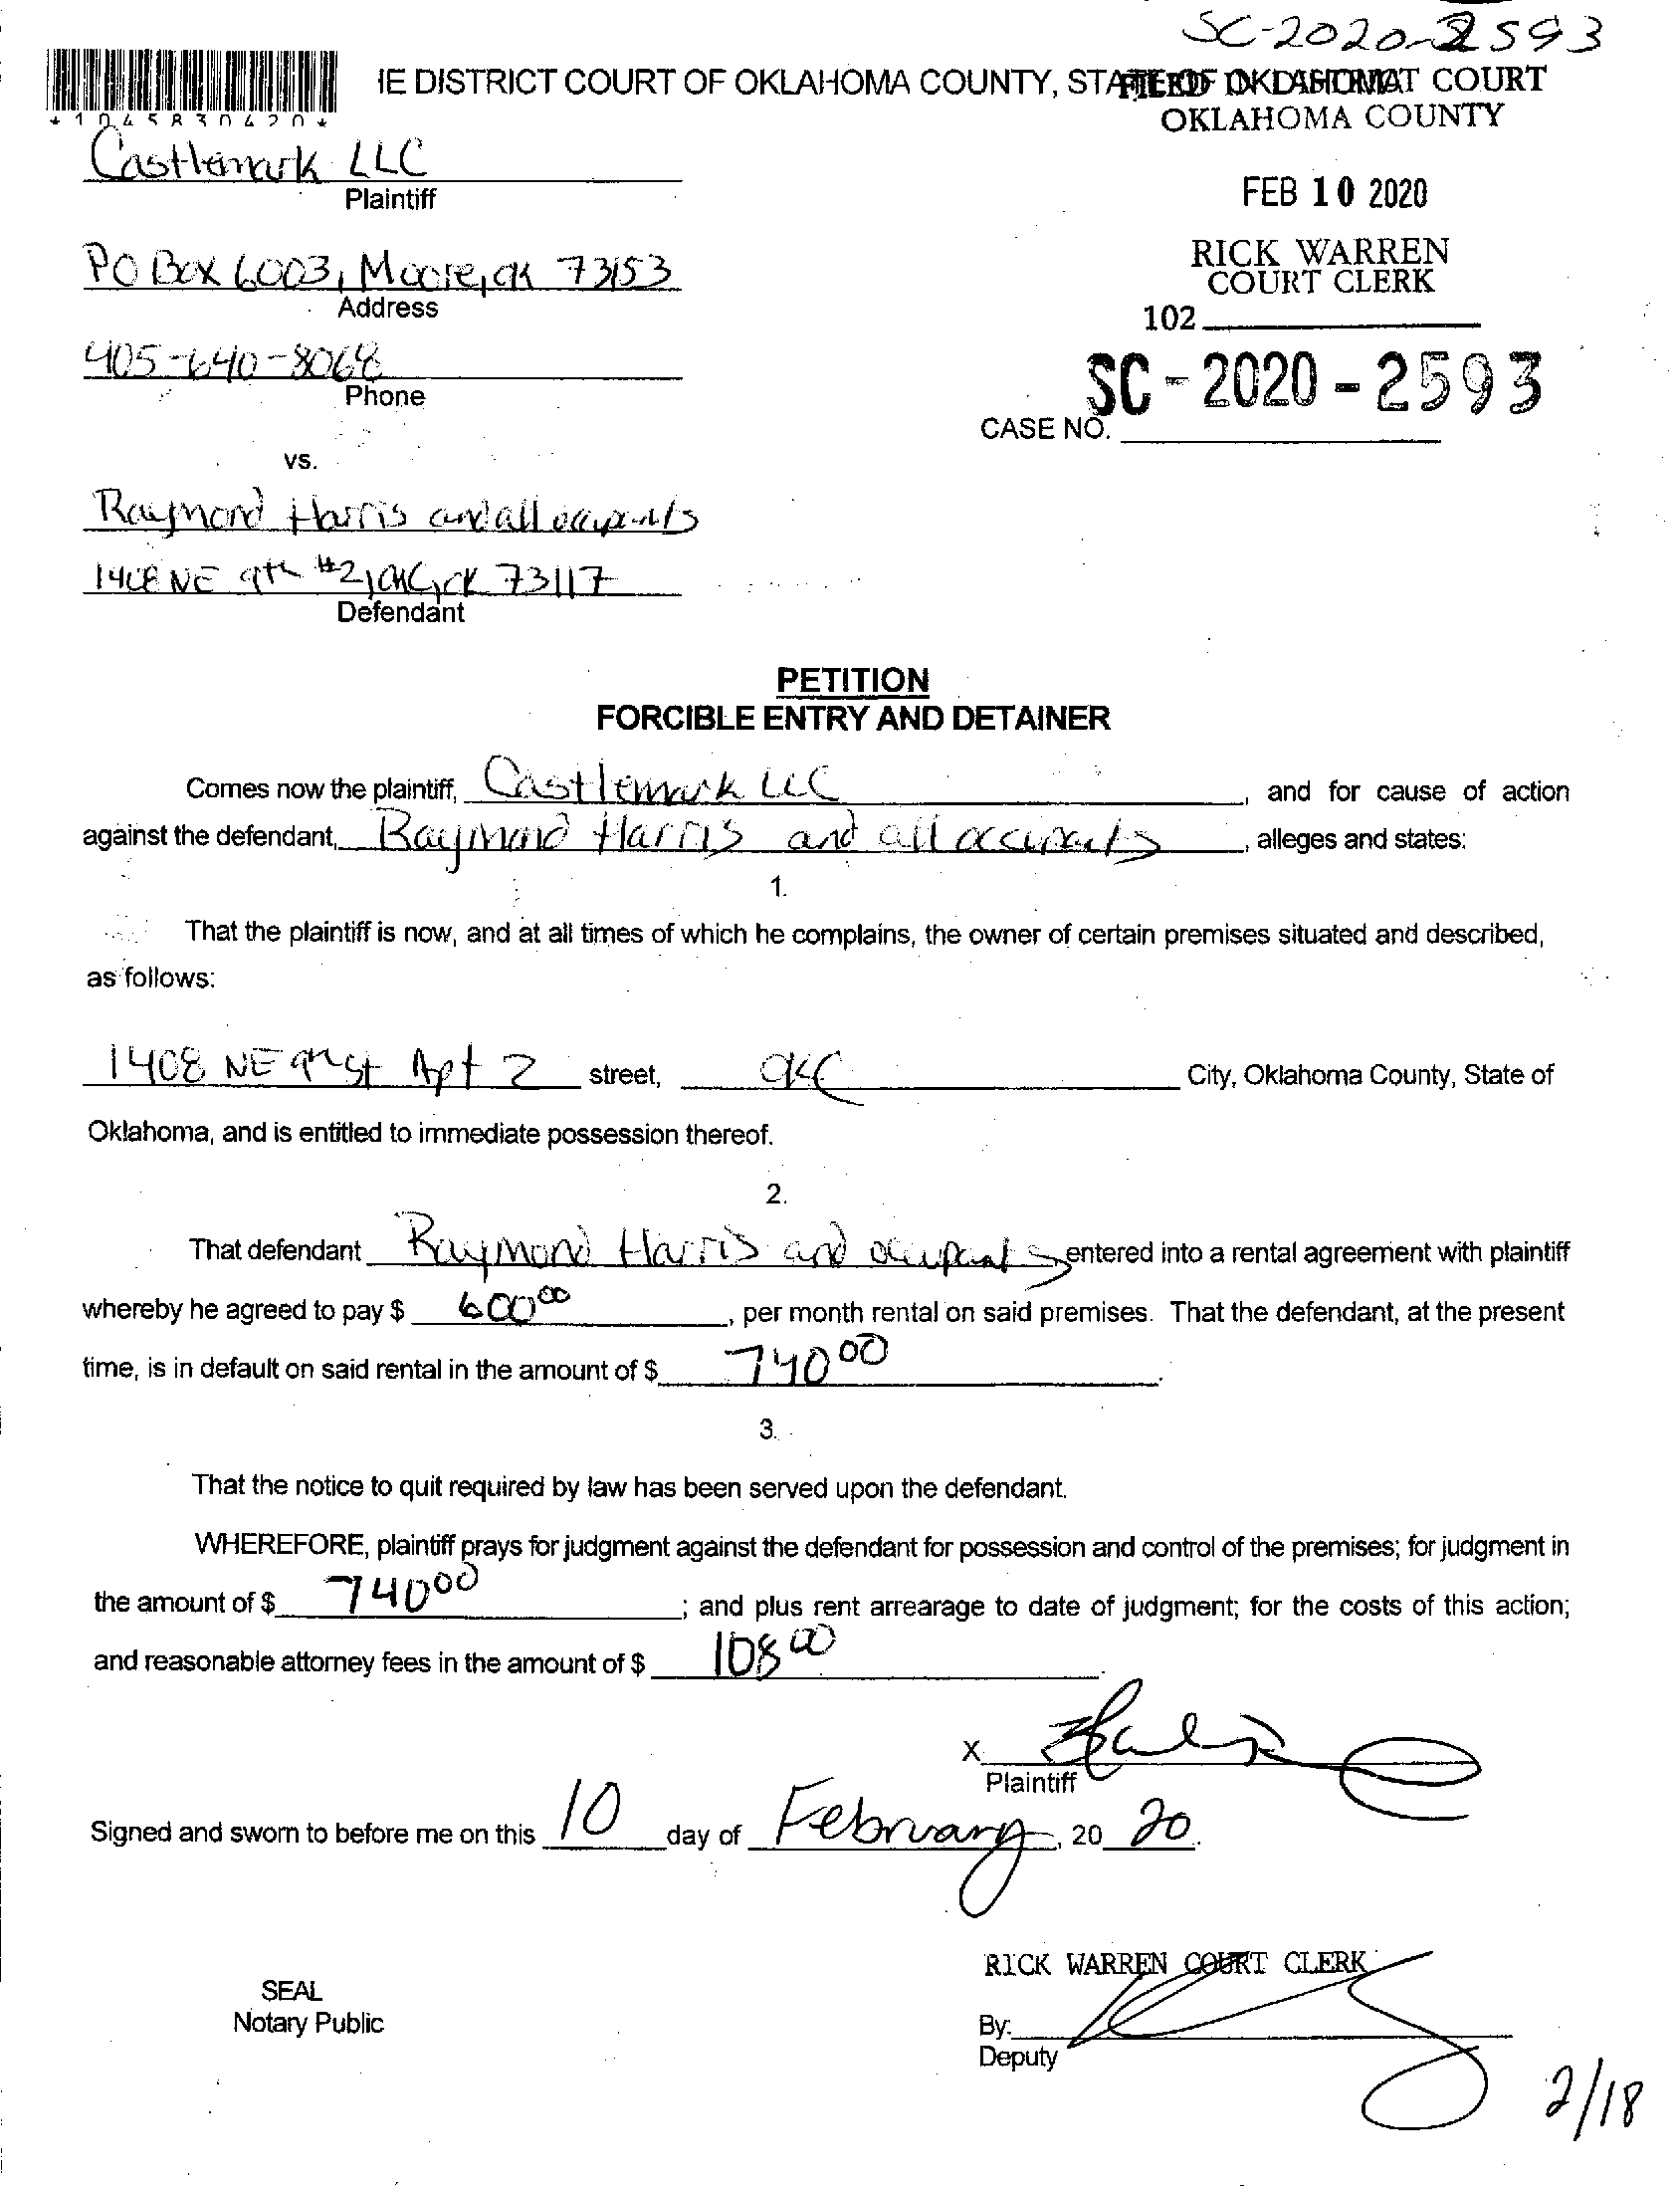 SC-2020-2593
IE DISTRICT COURT OF OKLAHOMA COUNTY, STATE OF OKLAHOMA
FILED IN DISTRICT COURT
OKLAHOMA COUNTY
*1045830420*
Castlemark LLC
Plaintiff
FEB 10 2020
RICK WARREN
COURT CLERK
PO Box 6003, Moore, OK 73153
Address
102
405-640-8068
Phone
SC - 2020 - 2593
CASE NO.
vs.
Raymond Harris and all occupants
1408 NE 9th #2, OKC, OK 73117
Defendant
PETITION
FORCIBLE ENTRY AND DETAINER
Comes now the plaintiff, Castlemark LLC, and for cause of action
against the defendant, Raymond Harris and all occupants, alleges and states:
1.
That the plaintiff is now, and at all times of which he complains, the owner of certain premises situated and described,
as follows:
1408 NE 9th St Apt 2 street, OKC City, Oklahoma County, State of
Oklahoma, and is entitled to immediate possession thereof.
2.
That defendant Raymond Harris and occupants entered into a rental agreement with plaintiff
whereby he agreed to pay $ 600 00, per month rental on said premises. That the defendant, at the present
time, is in default on said rental in the amount of $ 740 00.
3.
That the notice to quit required by law has been served upon the defendant.
WHEREFORE, plaintiff prays for judgment against the defendant for possession and control of the premises; for judgment in
the amount of $ 740 00; and plus rent arrearage to date of judgment; for the costs of this action;
and reasonable attorney fees in the amount of $ 108 00.
X
Plaintiff
Signed and sworn to before me on this 10 day of February, 20 20.
RICK WARREN COURT CLERK
SEAL
Notary Public
By:
Deputy
2/18